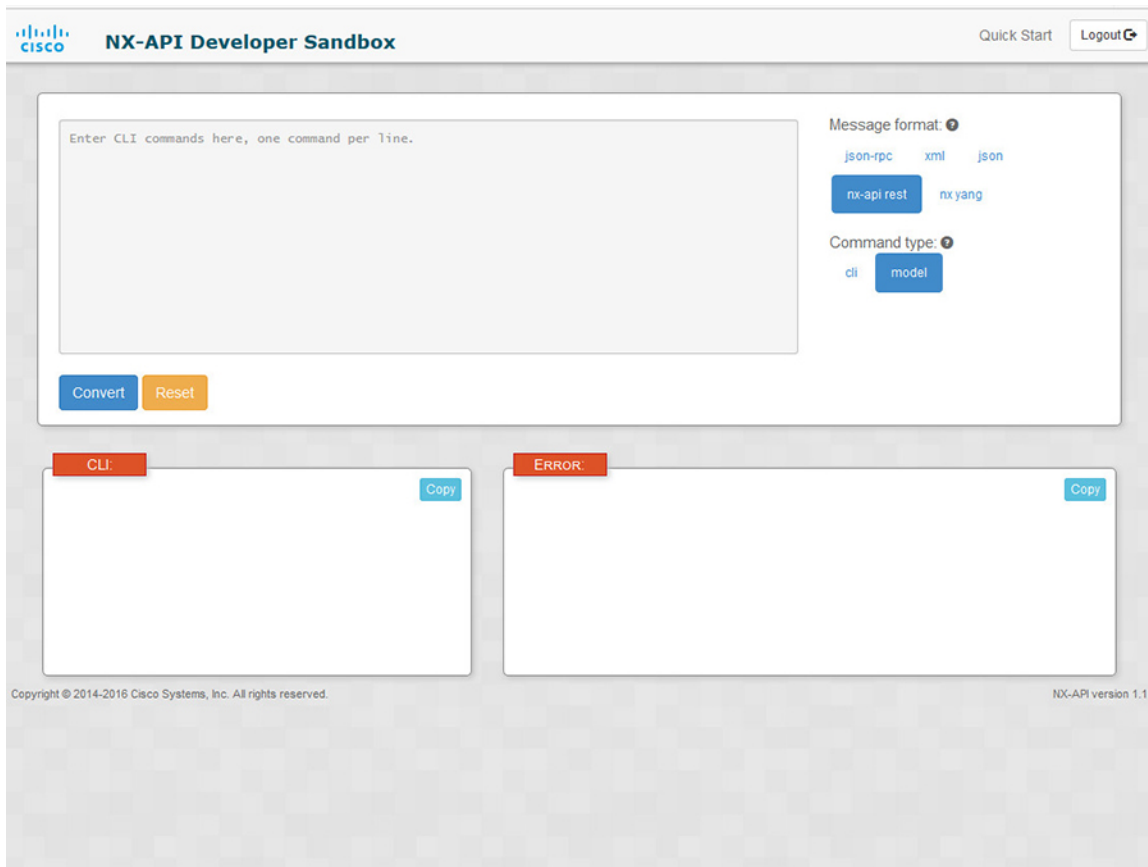 CISCO
NX-API Developer Sandbox
Quick Start
Logout
Enter CLI commands here, one command per line.
Message format:
json-rpc xml json
nx-api rest nx yang
Command type:
cli model
Convert Reset
CLI:
Copy
ERROR:
Copy
Copyright © 2014-2016 Cisco Systems, Inc. All rights reserved.
NX-API version 1.1